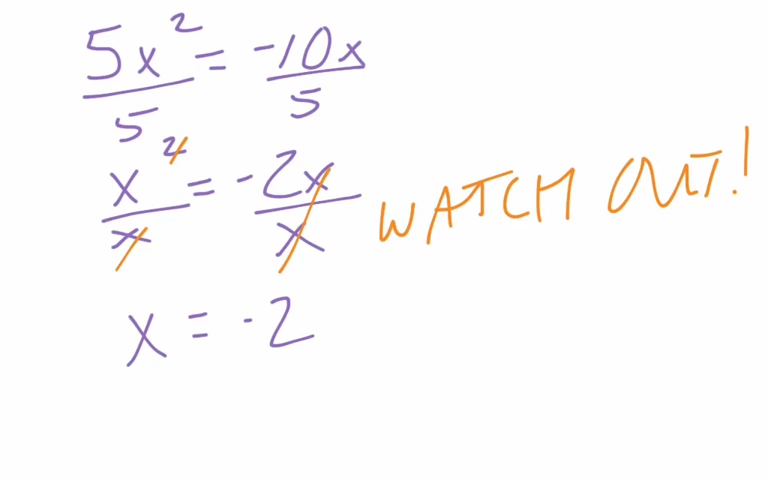 5x² = -10x
5 5
x² = -2x WATCH OUT!
x x
x = -2